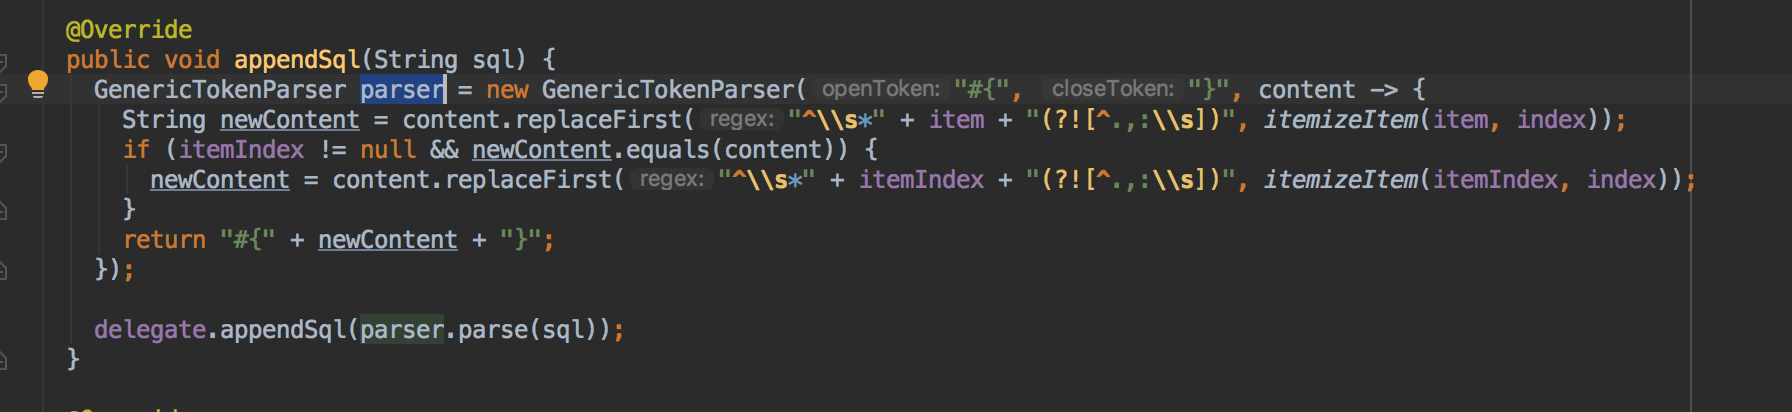 @Override
public void appendSql(String sql) {
GenericTokenParser parser = new GenericTokenParser( openToken: "#{", closeToken: "}", content -> {
String newContent = content.replaceFirst( regex: "^\\s*" + item + "(?![^.,:\\s])", itemizeItem(item, index));
if (itemIndex != null && newContent.equals(content)) {
newContent = content.replaceFirst( regex: "^\\s*" + itemIndex + "(?![^.,:\\s])", itemizeItem(itemIndex, index));
}
return "#{" + newContent + "}";
});
delegate.appendSql(parser.parse(sql));
}